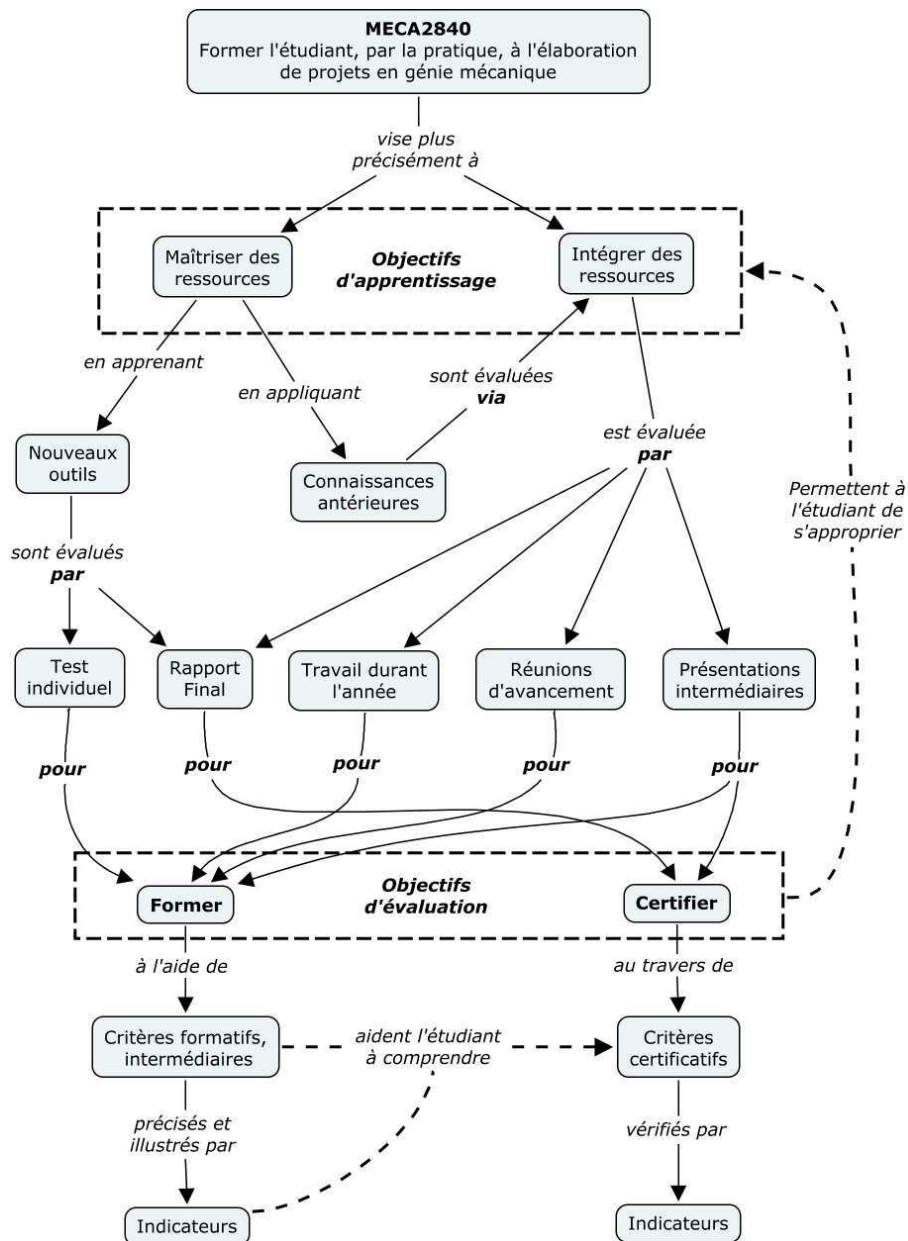 MECA2840
Former l'étudiant, par la pratique, à l'élaboration
de projets en génie mécanique
vise plus
précisément à
Maîtriser des
ressources
Objectifs
d'apprentissage
Intégrer des
ressources
en apprenant
en appliquant
sont évaluées
via
est évaluée
par
Nouveaux
outils
Connaissances
antérieures
Permettent à
l'étudiant de
s'approprier
sont évalués
par
Test
individuel
Rapport
Final
Travail durant
l'année
Réunions
d'avancement
Présentations
intermédiaires
pour
pour
pour
pour
pour
Former
Objectifs
d'évaluation
Certifier
à l'aide de
au travers de
Critères formatifs,
intermédiaires
aident l'étudiant
à comprendre
Critères
certificatifs
précisés et
illustrés par
vérifiés par
Indicateurs
Indicateurs